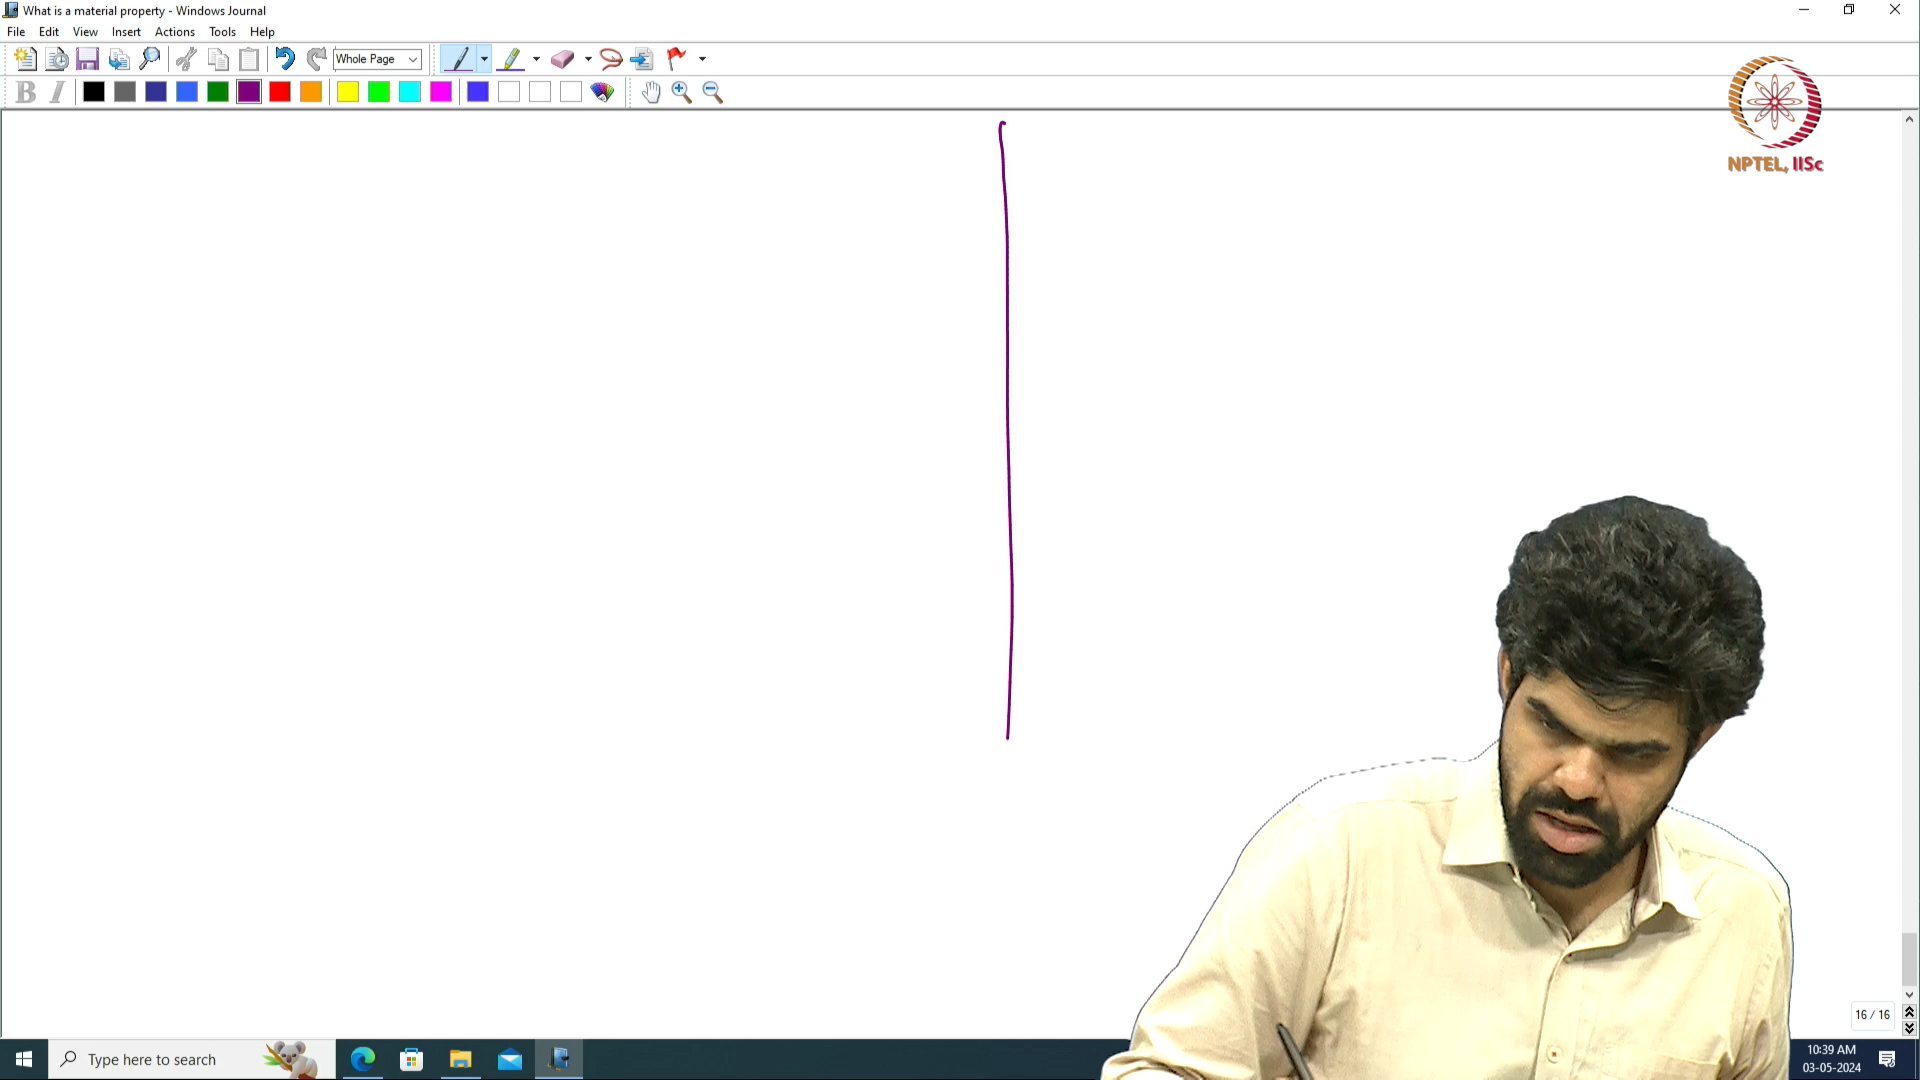 What is a material property - Windows Journal
File Edit View Insert Actions Tools Help
Whole Page
B I
NPTEL, IISc
16 / 16
Type here to search
10:39 AM
03-05-2024